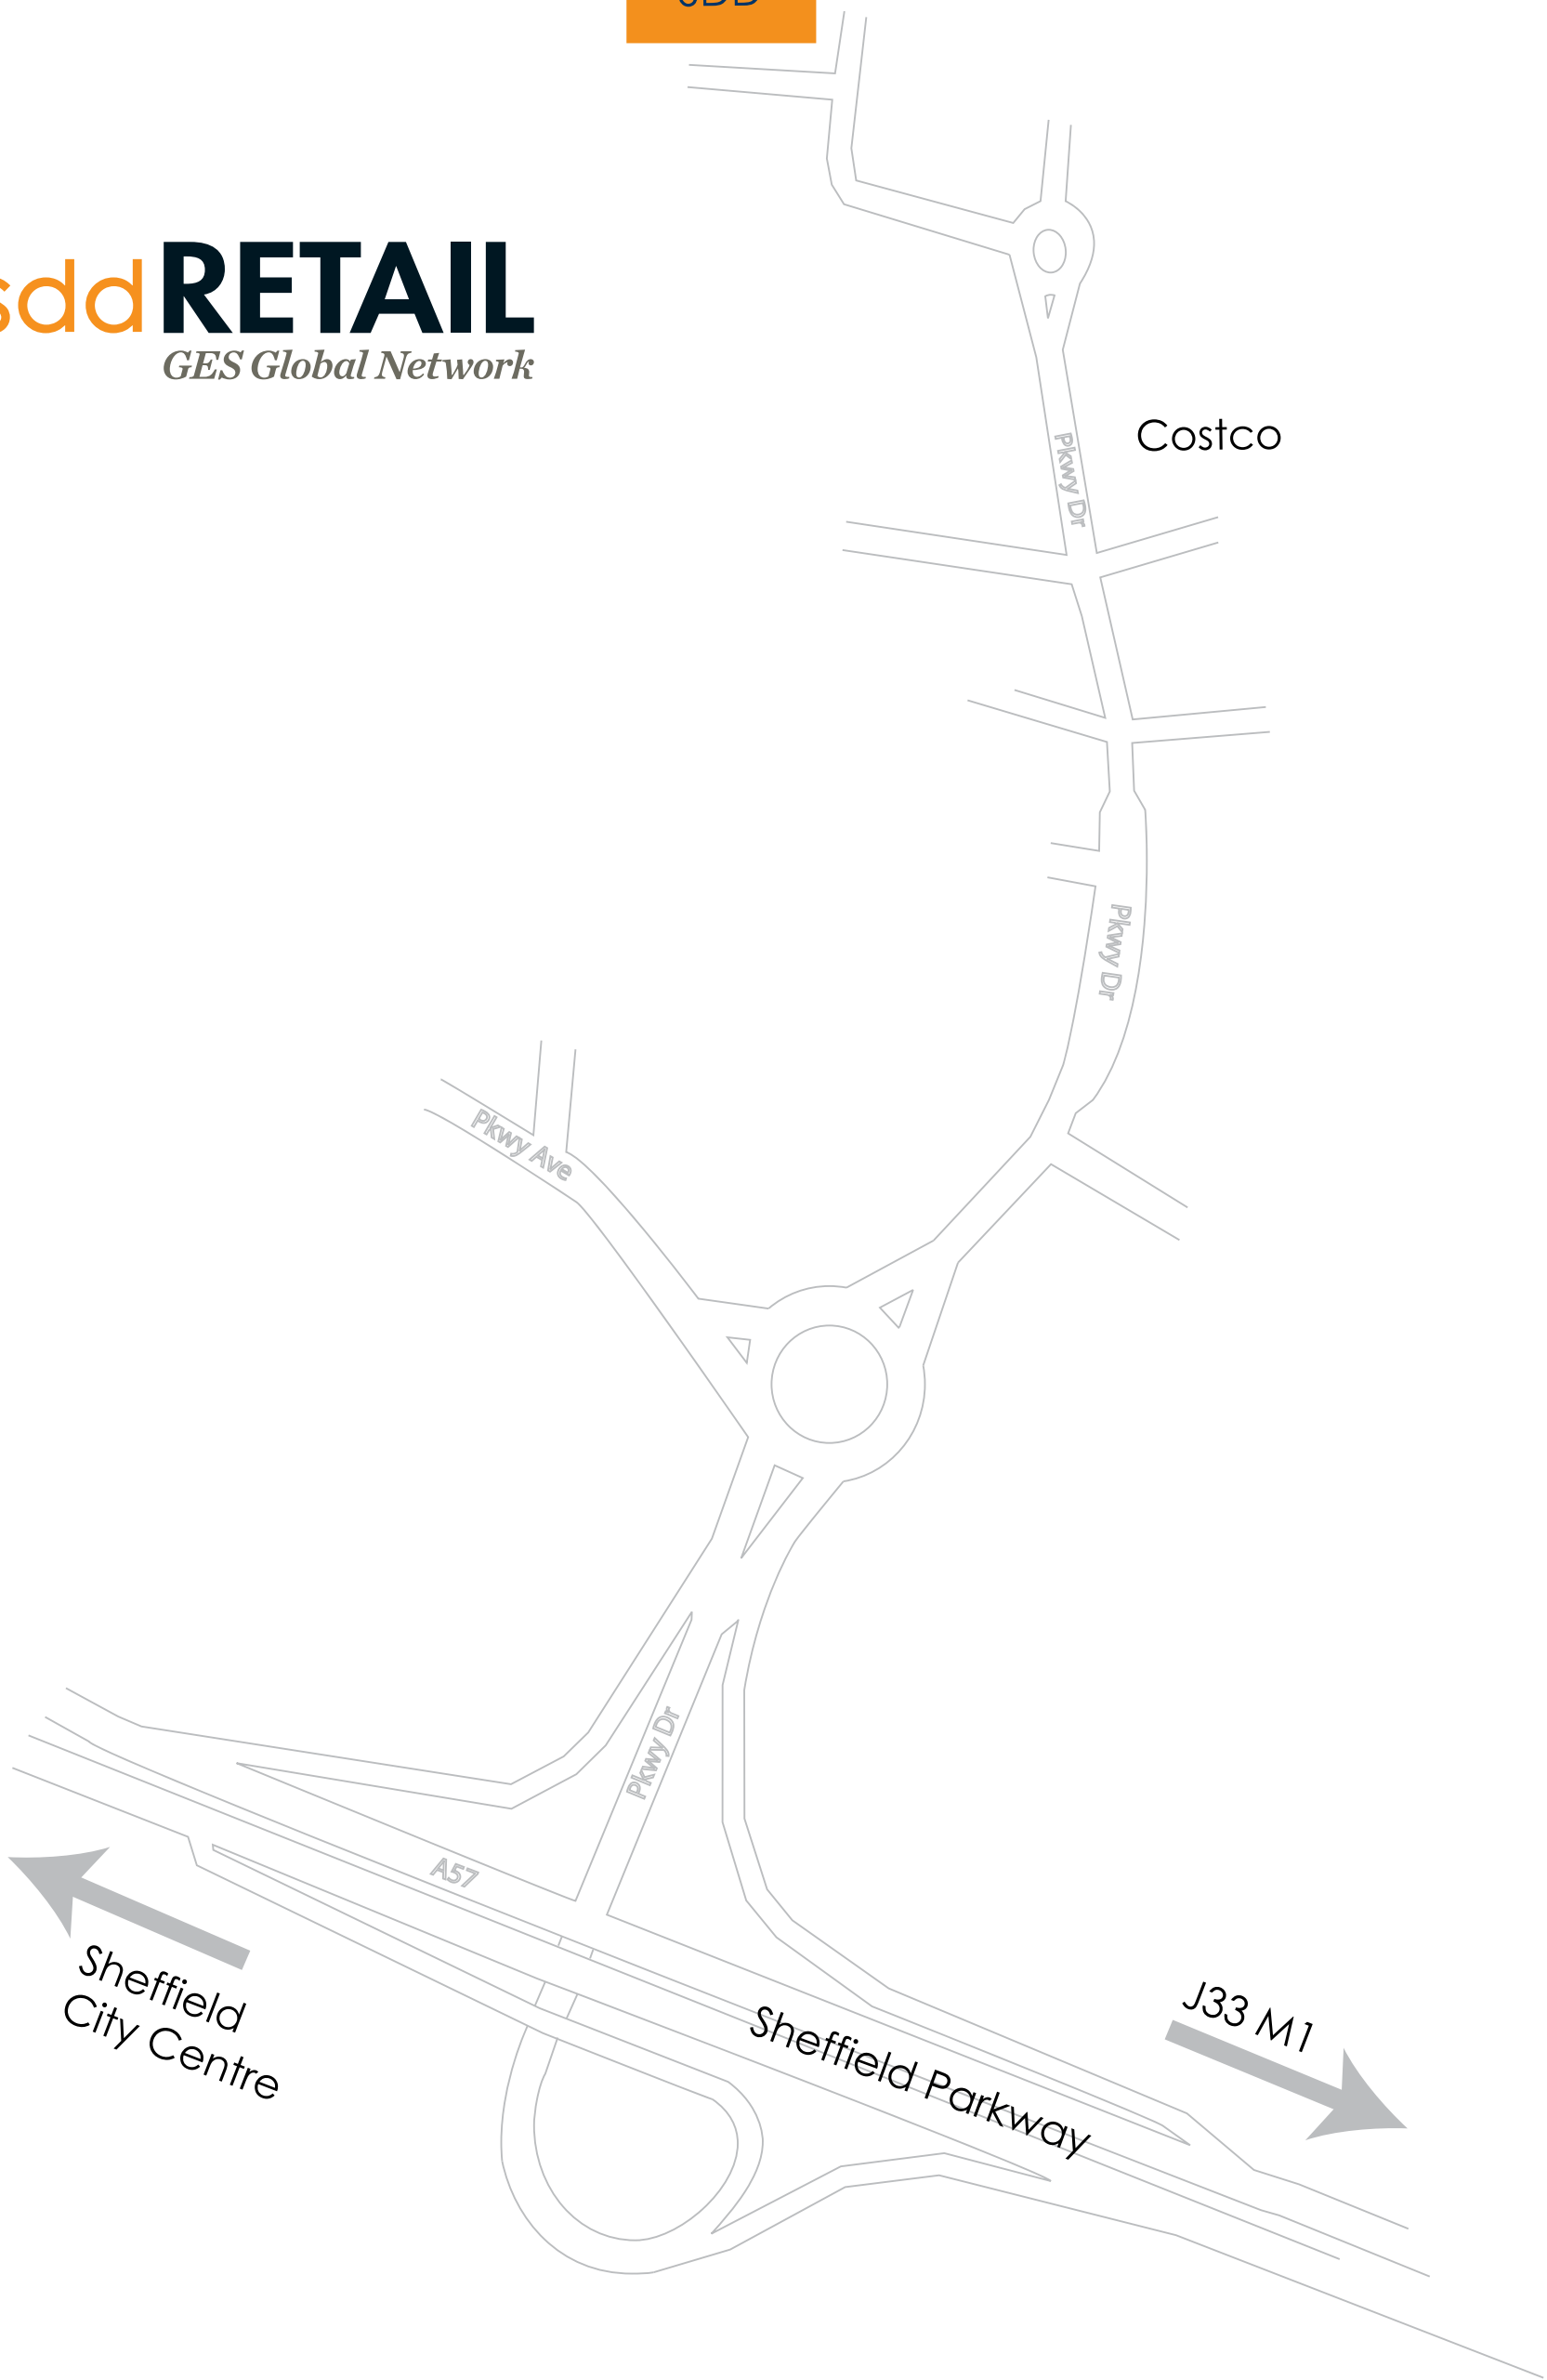 sdd RETAIL
GES Global Network
Costco
Pkwy Dr
Pkwy Dr
Pkwy Ave
Pkwy Dr
A57
Sheffield
City Centre
Sheffield Parkway
J33 M1